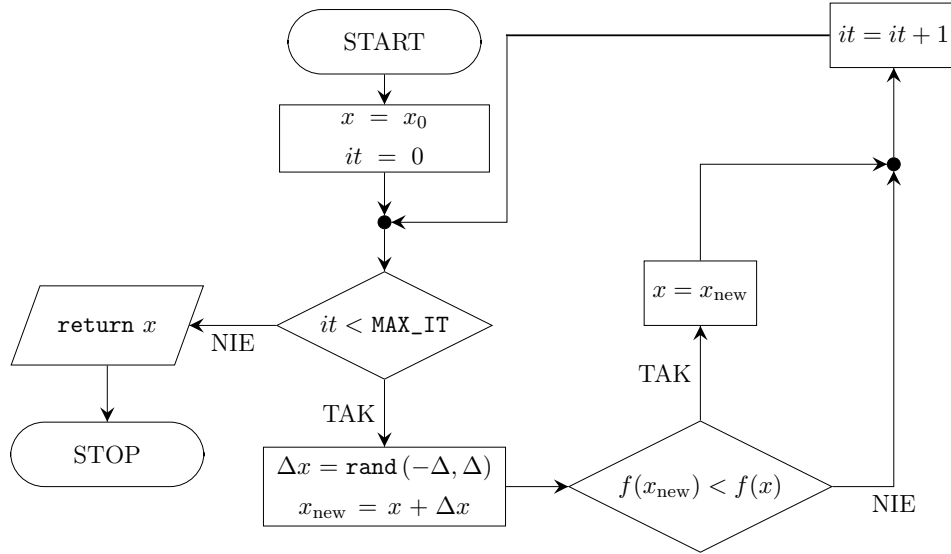 START
it = it + 1
x = x₀
it = 0
x = x_new
return x
it < MAX_IT
NIE
TAK
TAK
STOP
Δx = rand (−Δ, Δ)
x_new = x + Δx
f(x_new) < f(x)
NIE